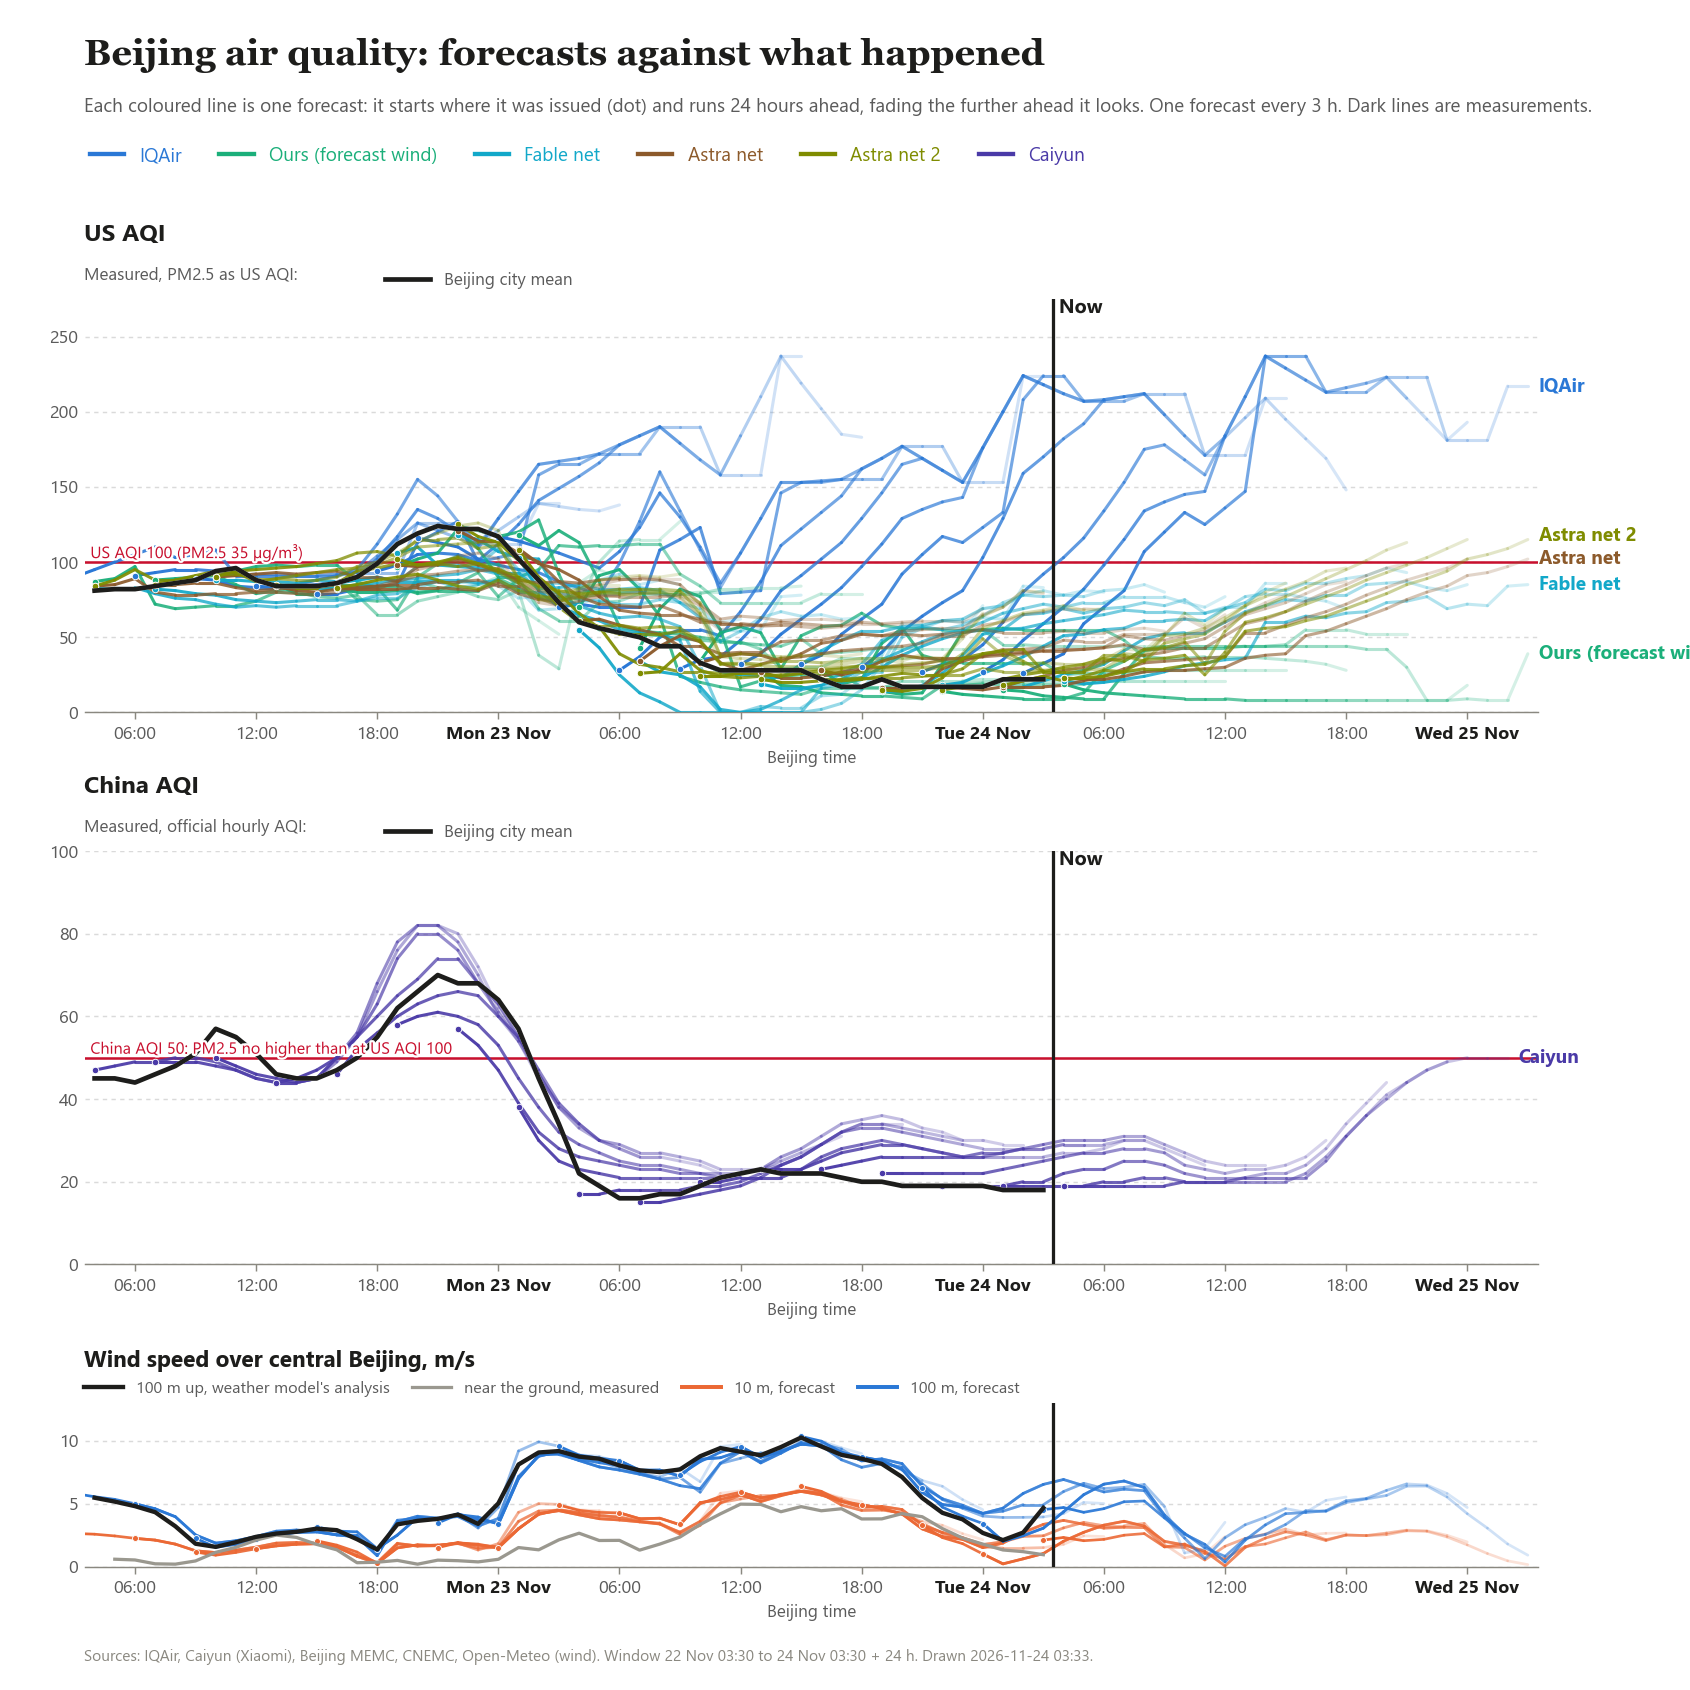 Beijing air quality: forecasts against what happened
Each coloured line is one forecast: it starts where it was issued (dot) and runs 24 hours ahead, fading the further ahead it looks. One forecast every 3 h. Dark lines are measurements.
IQAir Ours (forecast wind) Fable net Astra net Astra net 2 Caiyun
US AQI
Measured, PM2.5 as US AQI: Beijing city mean
Now
250
IQAir
200
150
Astra net 2
US AQI 100 (PM2.5 35 µg/m³)
100
Astra net
Fable net
50
Ours (forecast wi
0
06:00 12:00 18:00 Mon 23 Nov 06:00 12:00 18:00 Tue 24 Nov 06:00 12:00 18:00 Wed 25 Nov
Beijing time
China AQI
Measured, official hourly AQI: Beijing city mean
100
Now
80
60
China AQI 50: PM2.5 no higher than at US AQI 100
Caiyun
40
20
0
06:00 12:00 18:00 Mon 23 Nov 06:00 12:00 18:00 Tue 24 Nov 06:00 12:00 18:00 Wed 25 Nov
Beijing time
Wind speed over central Beijing, m/s
100 m up, weather model's analysis near the ground, measured 10 m, forecast 100 m, forecast
10
5
0
06:00 12:00 18:00 Mon 23 Nov 06:00 12:00 18:00 Tue 24 Nov 06:00 12:00 18:00 Wed 25 Nov
Beijing time
Sources: IQAir, Caiyun (Xiaomi), Beijing MEMC, CNEMC, Open-Meteo (wind). Window 22 Nov 03:30 to 24 Nov 03:30 + 24 h. Drawn 2026-11-24 03:33.